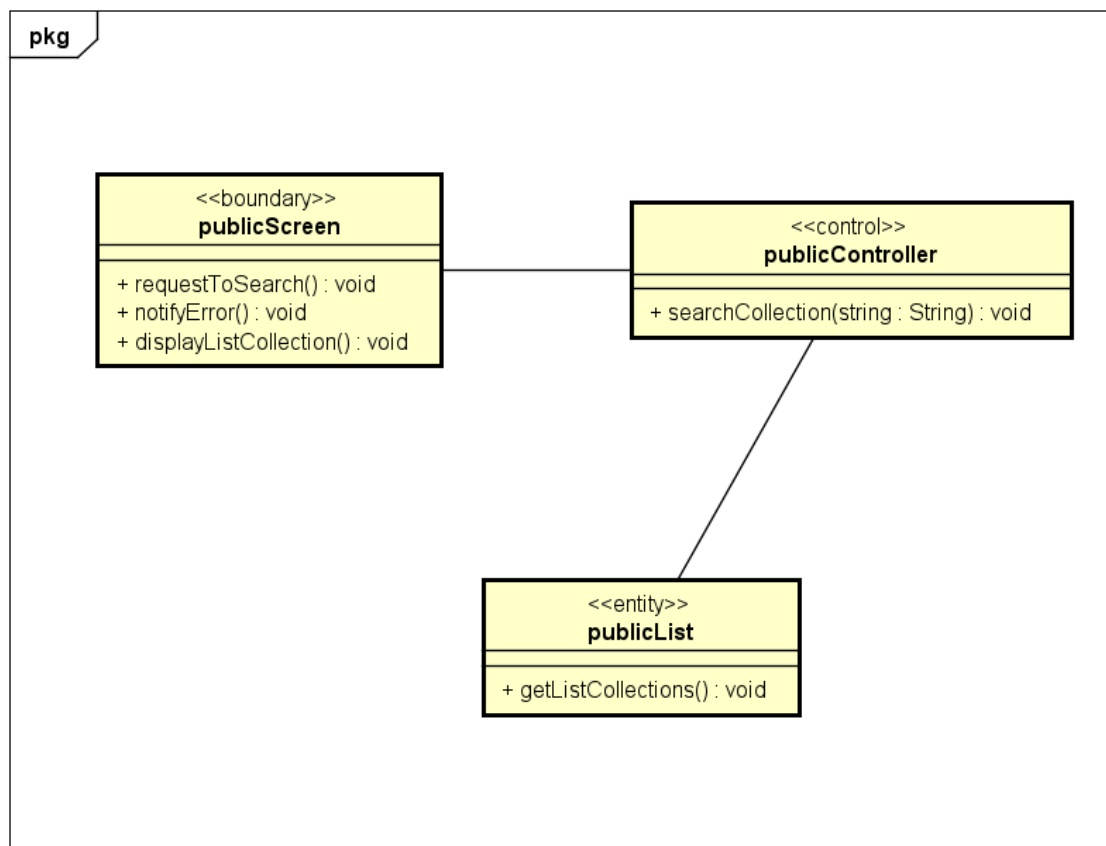 pkg
<<boundary>>
publicScreen
+ requestToSearch() : void
+ notifyError() : void
+ displayListCollection() : void
<<control>>
publicController
+ searchCollection(string : String) : void
<<entity>>
publicList
+ getListCollections() : void